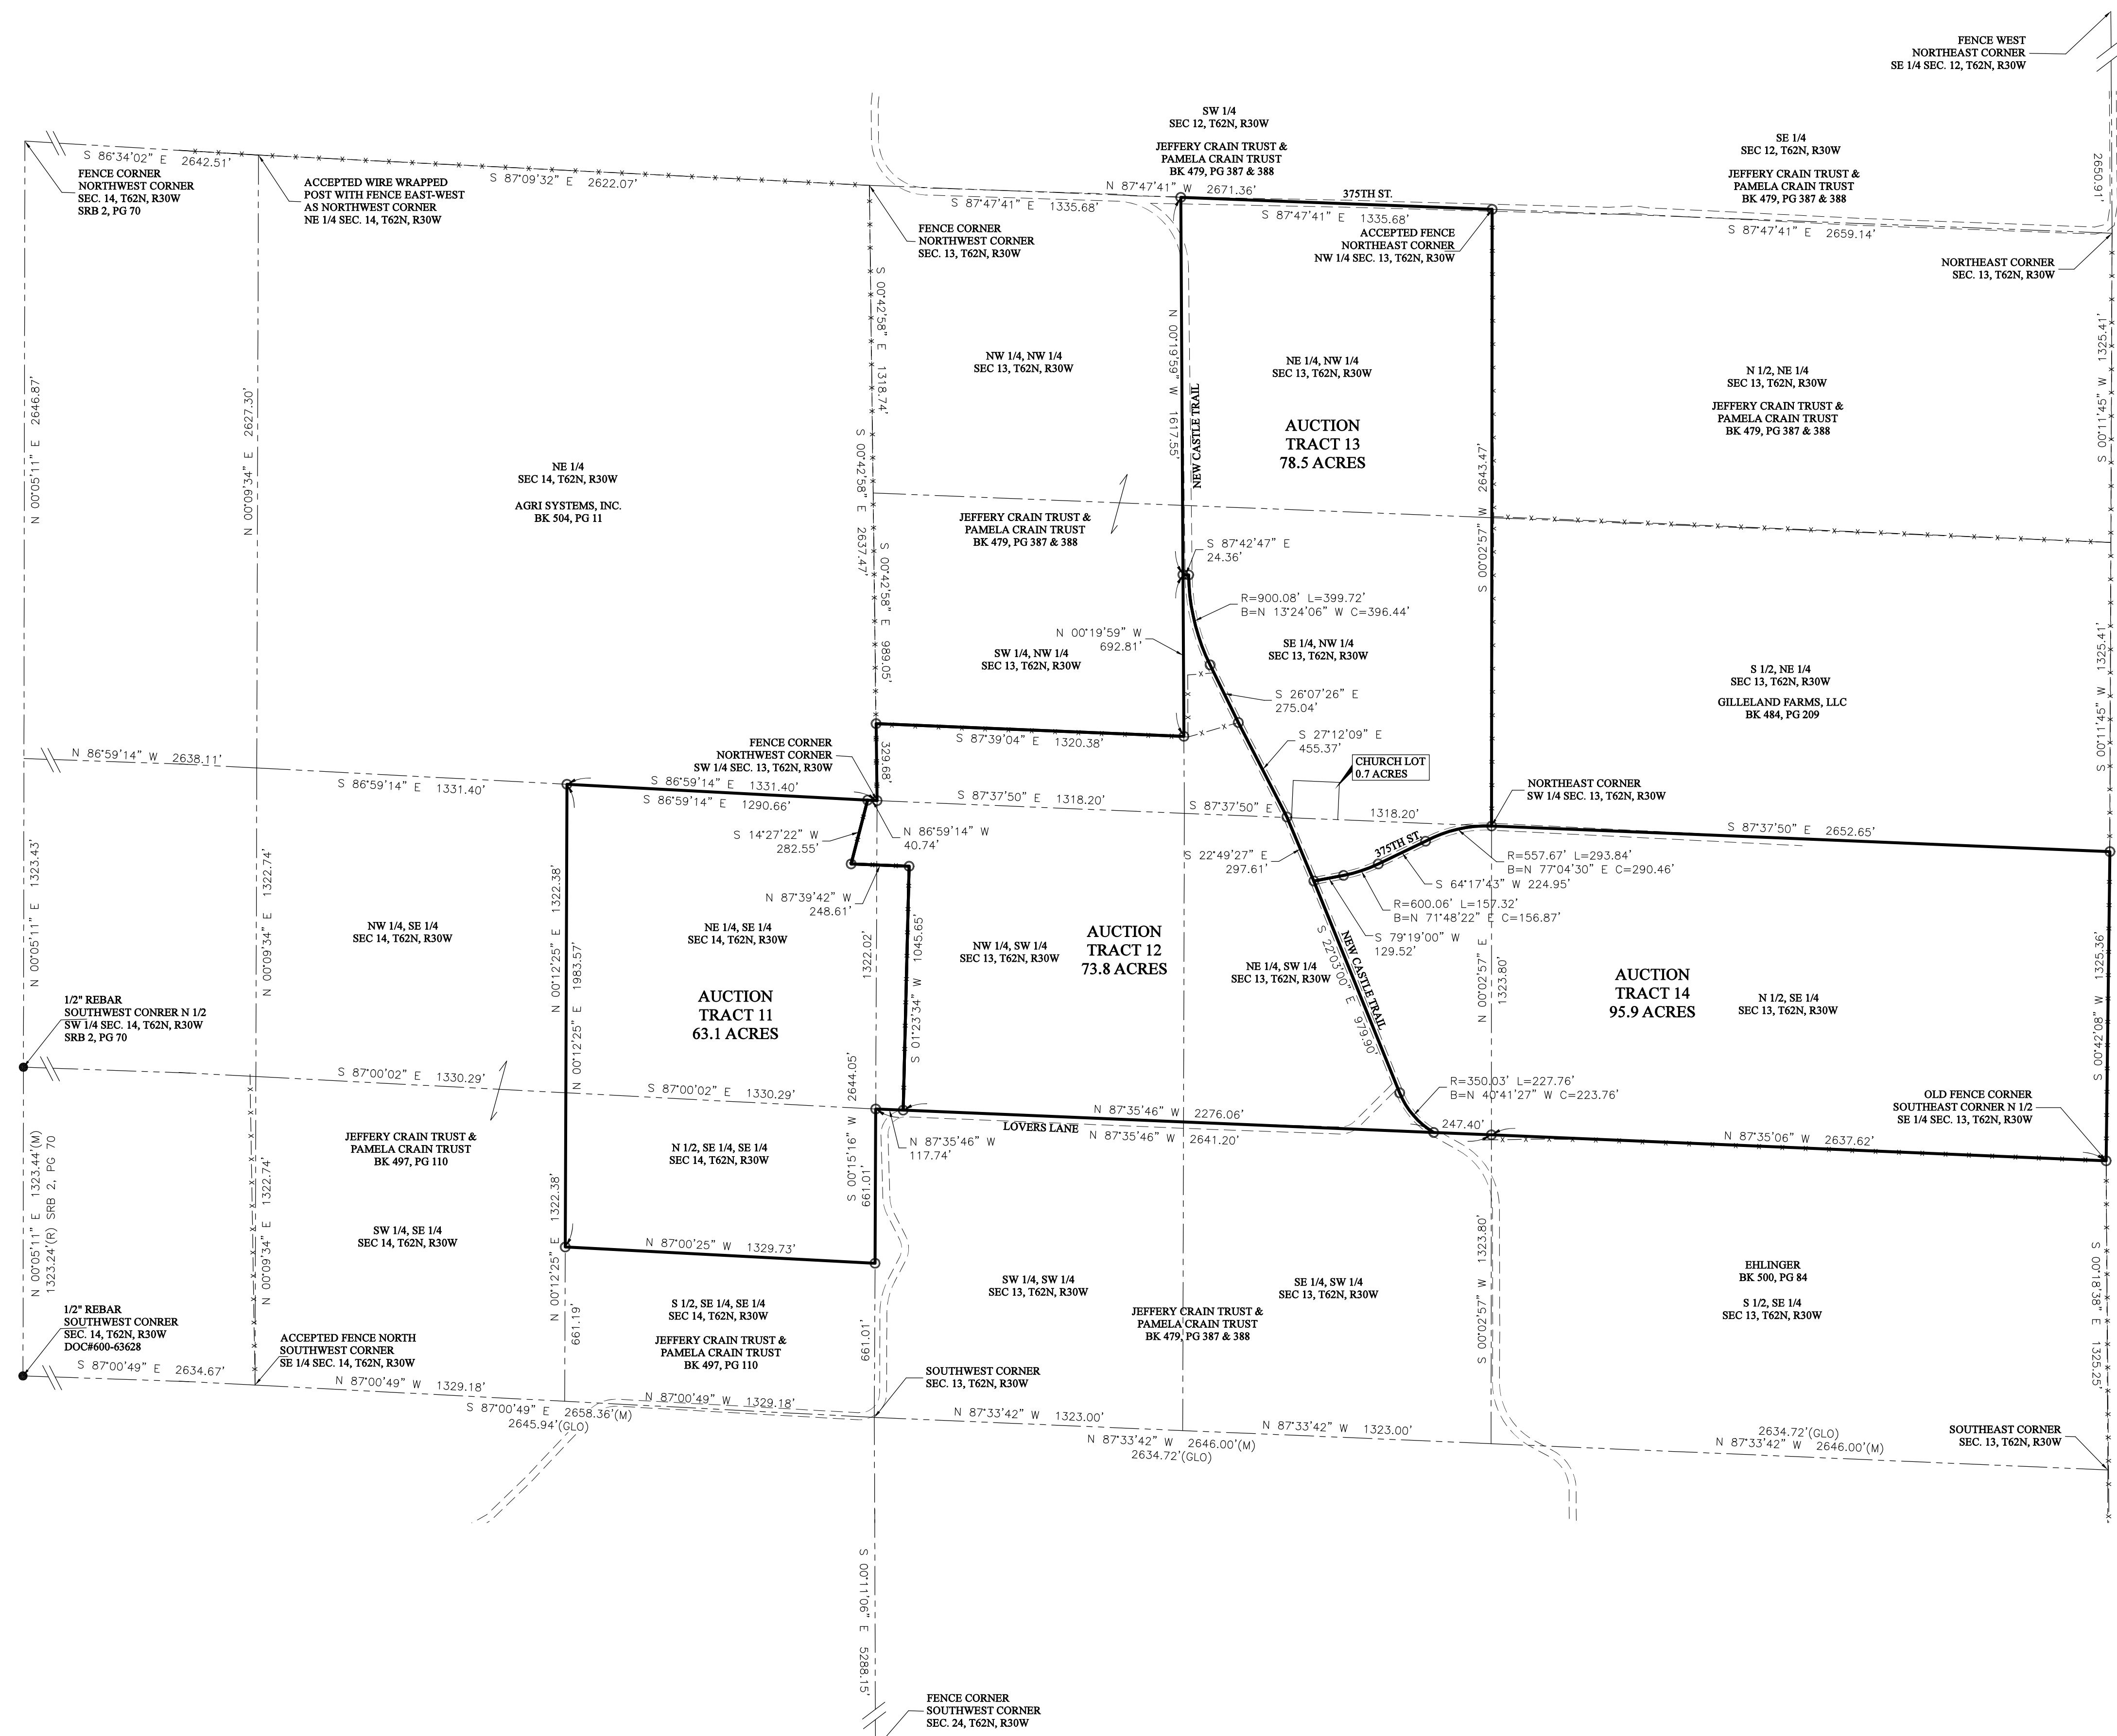 FENCE WEST
NORTHEAST CORNER
SE 1/4 SEC. 12, T62N, R30W
2650.91'
SW 1/4
SEC 12, T62N, R30W
JEFFERY CRAIN TRUST &
PAMELA CRAIN TRUST
BK 479, PG 387 & 388
SE 1/4
SEC 12, T62N, R30W
JEFFERY CRAIN TRUST &
PAMELA CRAIN TRUST
BK 479, PG 387 & 388
S 86°34'02" E 2642.51'
FENCE CORNER
NORTHWEST CORNER
SEC. 14, T62N, R30W
SRB 2, PG 70
ACCEPTED WIRE WRAPPED
POST WITH FENCE EAST-WEST
AS NORTHWEST CORNER
NE 1/4 SEC. 14, T62N, R30W
S 87°09'32" E 2622.07'
N 87°47'41" W 2671.36'
375TH ST.
S 87°47'41" E 1335.68'
S 87°47'41" E 1335.68'
S 87°47'41" E 2659.14'
FENCE CORNER
NORTHWEST CORNER
SEC. 13, T62N, R30W
ACCEPTED FENCE
NORTHEAST CORNER
NW 1/4 SEC. 13, T62N, R30W
NORTHEAST CORNER
SEC. 13, T62N, R30W
N 00°05'11" E 2646.87'
N 00°09'34" E 2627.30'
NE 1/4
SEC 14, T62N, R30W
AGRI SYSTEMS, INC.
BK 504, PG 11
S 00°42'58" E 1318.74'
S 00°42'58" E 2637.47'
S 00°42'58" E 989.05'
NW 1/4, NW 1/4
SEC 13, T62N, R30W
JEFFERY CRAIN TRUST &
PAMELA CRAIN TRUST
BK 479, PG 387 & 388
N 00°19'59" W 1617.55'
NEW CASTLE TRAIL
NE 1/4, NW 1/4
SEC 13, T62N, R30W
AUCTION
TRACT 13
78.5 ACRES
S 00°02'57" W 2643.47'
N 1/2, NE 1/4
SEC 13, T62N, R30W
JEFFERY CRAIN TRUST &
PAMELA CRAIN TRUST
BK 479, PG 387 & 388
S 00°11'45" W 1325.41'
S 00°11'45" W 1325.41'
S 87°42'47" E
24.36'
R=900.08' L=399.72'
B=N 13°24'06" W C=396.44'
N 00°19'59" W
692.81'
SW 1/4, NW 1/4
SEC 13, T62N, R30W
SE 1/4, NW 1/4
SEC 13, T62N, R30W
S 26°07'26" E
275.04'
S 27°12'09" E
455.37'
CHURCH LOT
0.7 ACRES
S 1/2, NE 1/4
SEC 13, T62N, R30W
GILLELAND FARMS, LLC
BK 484, PG 209
S 87°39'04" E 1320.38'
329.68'
FENCE CORNER
NORTHWEST CORNER
SW 1/4 SEC. 13, T62N, R30W
N 86°59'14" W 2638.11'
S 86°59'14" E 1331.40'
S 86°59'14" E 1331.40'
S 86°59'14" E 1290.66'
S 87°37'50" E 1318.20'
S 87°37'50" E 1318.20'
NORTHEAST CORNER
SW 1/4 SEC. 13, T62N, R30W
S 87°37'50" E 2652.65'
S 14°27'22" W
282.55'
N 86°59'14" W
40.74'
N 87°39'42" W
248.61'
S 22°49'27" E
297.61'
375TH ST.
R=557.67' L=293.84'
B=N 77°04'30" E C=290.46'
S 64°17'43" W 224.95'
R=600.06' L=157.32'
B=N 71°48'22" E C=156.87'
S 79°19'00" W
129.52'
N 00°05'11" E 1323.43'
N 00°09'34" E 1322.74'
NW 1/4, SE 1/4
SEC 14, T62N, R30W
N 00°12'25" E 1322.38'
N 00°12'25" E 1983.57'
NE 1/4, SE 1/4
SEC 14, T62N, R30W
AUCTION
TRACT 11
63.1 ACRES
1322.02'
S 01°23'34" W 1045.65'
NW 1/4, SW 1/4
SEC 13, T62N, R30W
AUCTION
TRACT 12
73.8 ACRES
NE 1/4, SW 1/4
SEC 13, T62N, R30W
NEW CASTLE TRAIL
S 22°03'00" E 979.90'
N 00°02'57" E
1323.80'
AUCTION
TRACT 14
95.9 ACRES
N 1/2, SE 1/4
SEC 13, T62N, R30W
S 00°42'08" W 1325.36'
1/2" REBAR
SOUTHWEST CONRER N 1/2
SW 1/4 SEC. 14, T62N, R30W
SRB 2, PG 70
S 87°00'02" E 1330.29'
S 87°00'02" E 1330.29'
S 00°15'16" W 2644.05'
661.01'
N 87°35'46" W
117.74'
LOVERS LANE
N 87°35'46" W 2276.06'
N 87°35'46" W 2641.20'
R=350.03' L=227.76'
B=N 40°41'27" W C=223.76'
247.40'
N 87°35'06" W 2637.62'
OLD FENCE CORNER
SOUTHEAST CORNER N 1/2
SE 1/4 SEC. 13, T62N, R30W
N 00°05'11" E 1323.44'(M)
1323.24'(R) SRB 2, PG 70
N 00°09'34" E 1322.74'
JEFFERY CRAIN TRUST &
PAMELA CRAIN TRUST
BK 497, PG 110
SW 1/4, SE 1/4
SEC 14, T62N, R30W
N 1/2, SE 1/4, SE 1/4
SEC 14, T62N, R30W
N 00°12'25" E 1322.38'
661.19'
N 87°00'25" W 1329.73'
S 1/2, SE 1/4, SE 1/4
SEC 14, T62N, R30W
JEFFERY CRAIN TRUST &
PAMELA CRAIN TRUST
BK 497, PG 110
661.01'
SW 1/4, SW 1/4
SEC 13, T62N, R30W
SE 1/4, SW 1/4
SEC 13, T62N, R30W
JEFFERY CRAIN TRUST &
PAMELA CRAIN TRUST
BK 479, PG 387 & 388
S 00°02'57" W 1323.80'
EHLINGER
BK 500, PG 84
S 1/2, SE 1/4
SEC 13, T62N, R30W
S 00°18'38" E 1325.25'
1/2" REBAR
SOUTHWEST CONRER
SEC. 14, T62N, R30W
DOC#600-63628
S 87°00'49" E 2634.67'
ACCEPTED FENCE NORTH
SOUTHWEST CORNER
SE 1/4 SEC. 14, T62N, R30W
N 87°00'49" W 1329.18'
N 87°00'49" W 1329.18'
S 87°00'49" E 2658.36'(M)
2645.94'(GLO)
SOUTHWEST CORNER
SEC. 13, T62N, R30W
N 87°33'42" W 1323.00'
N 87°33'42" W 1323.00'
N 87°33'42" W 2646.00'(M)
2634.72'(GLO)
2634.72'(GLO)
N 87°33'42" W 2646.00'(M)
SOUTHEAST CORNER
SEC. 13, T62N, R30W
S 00°11'06" E 5288.15'
FENCE CORNER
SOUTHWEST CORNER
SEC. 24, T62N, R30W